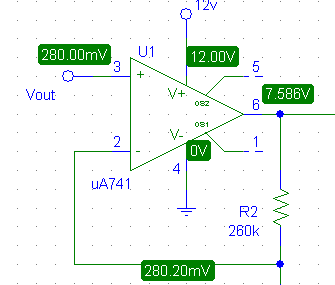 12v
280.00mV
U1
12.00V
3
+
5
V+
OS2
7.586V
Vout
6
OS1
2
-
V-
1
0V
4
uA741
R2
260k
280.20mV